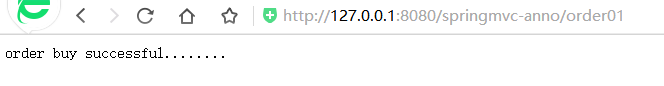 http://127.0.0.1:8080/springmvc-anno/order01
order buy successful........